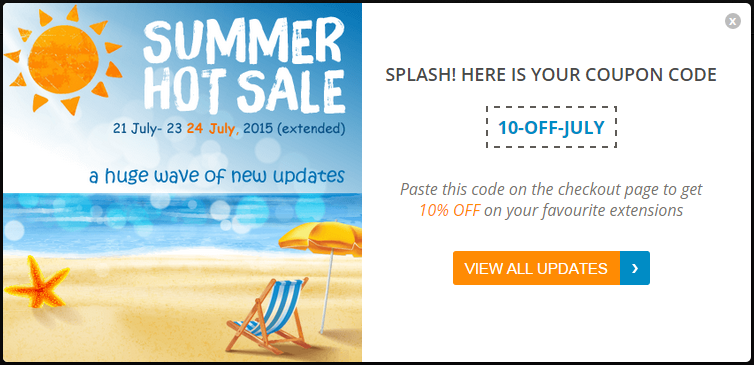 SUMMER
HOT SALE
21 July- 23 24 July, 2015 (extended)
a huge wave of new updates
x
SPLASH! HERE IS YOUR COUPON CODE
10-OFF-JULY
Paste this code on the checkout page to get
10% OFF on your favourite extensions
VIEW ALL UPDATES ›